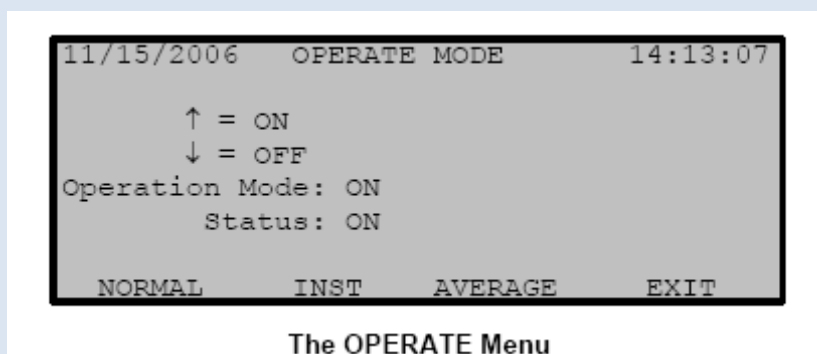 11/15/2006 OPERATE MODE 14:13:07
↑ = ON
↓ = OFF
Operation Mode: ON
Status: ON
NORMAL INST AVERAGE EXIT
The OPERATE Menu